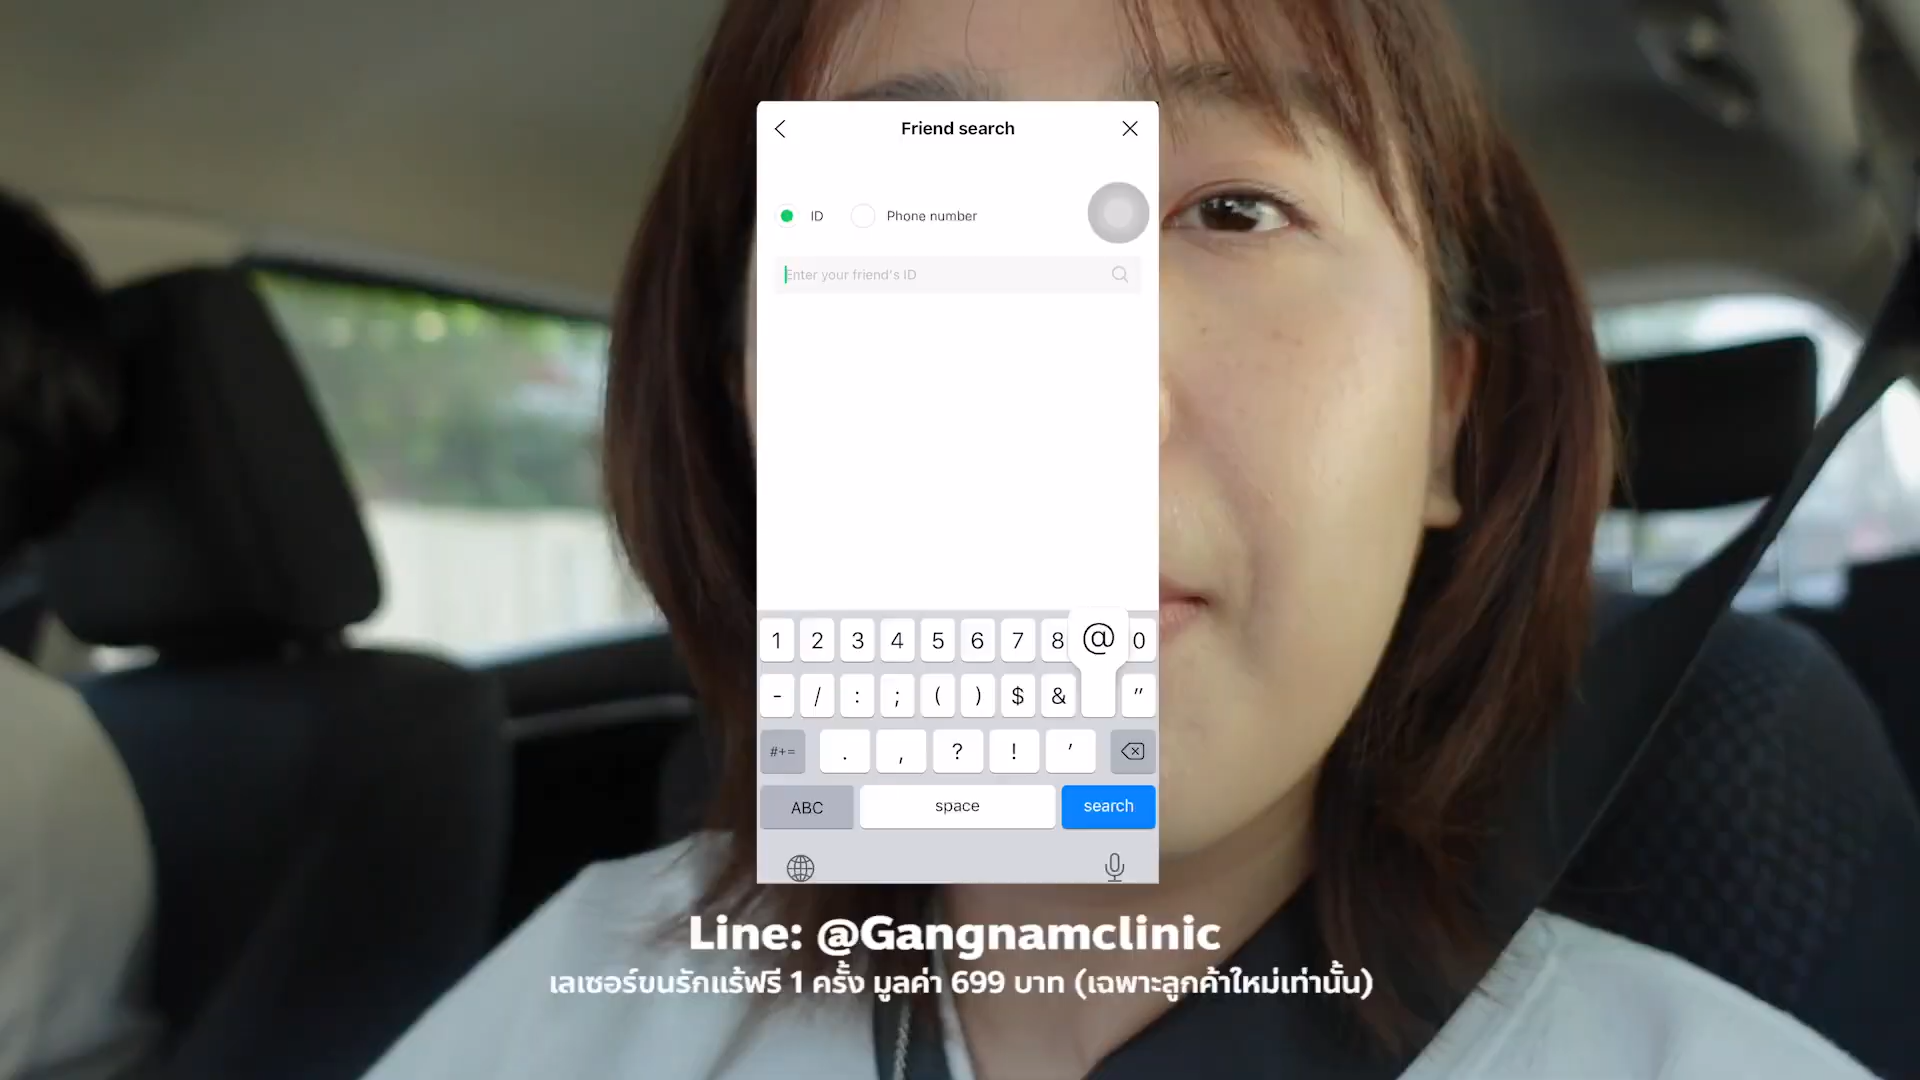 Friend search
ID Phone number
Enter your friend's ID
1 2 3 4 5 6 7 8 @ 0
- / : ; ( ) $ & "
#+= . , ? ! '
ABC space search
Line: @Gangnamclinic
เลเซอร์ขนรักแร้ฟรี 1 ครั้ง มูลค่า 699 บาท (เฉพาะลูกค้าใหม่เท่านั้น)